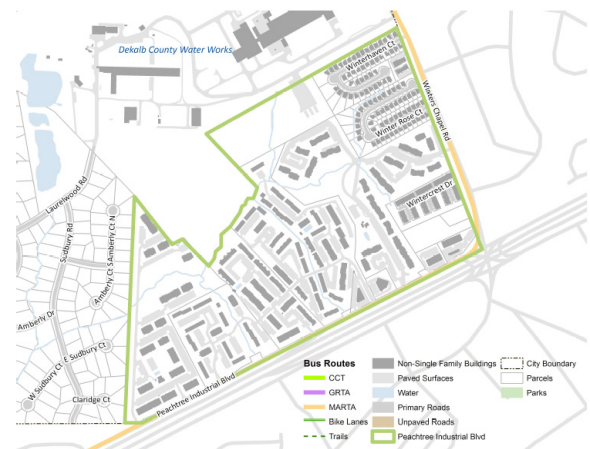 Dekalb County Water Works
Winterhaven Ct
Winters Chapel Rd
Winter Rose Ct
Wintercrest Dr
Laurelwood Rd
Sudbury Rd
Amberly Ct N
Amberly Ct S
Amberly Dr
E Sudbury Ct
W Sudbury Ct
Claridge Ct
Peachtree Industrial Blvd
Bus Routes
CCT
GRTA
MARTA
Bike Lanes
Trails
Non-Single Family Buildings
Paved Surfaces
Water
Primary Roads
Unpaved Roads
Peachtree Industrial Blvd
City Boundary
Parcels
Parks